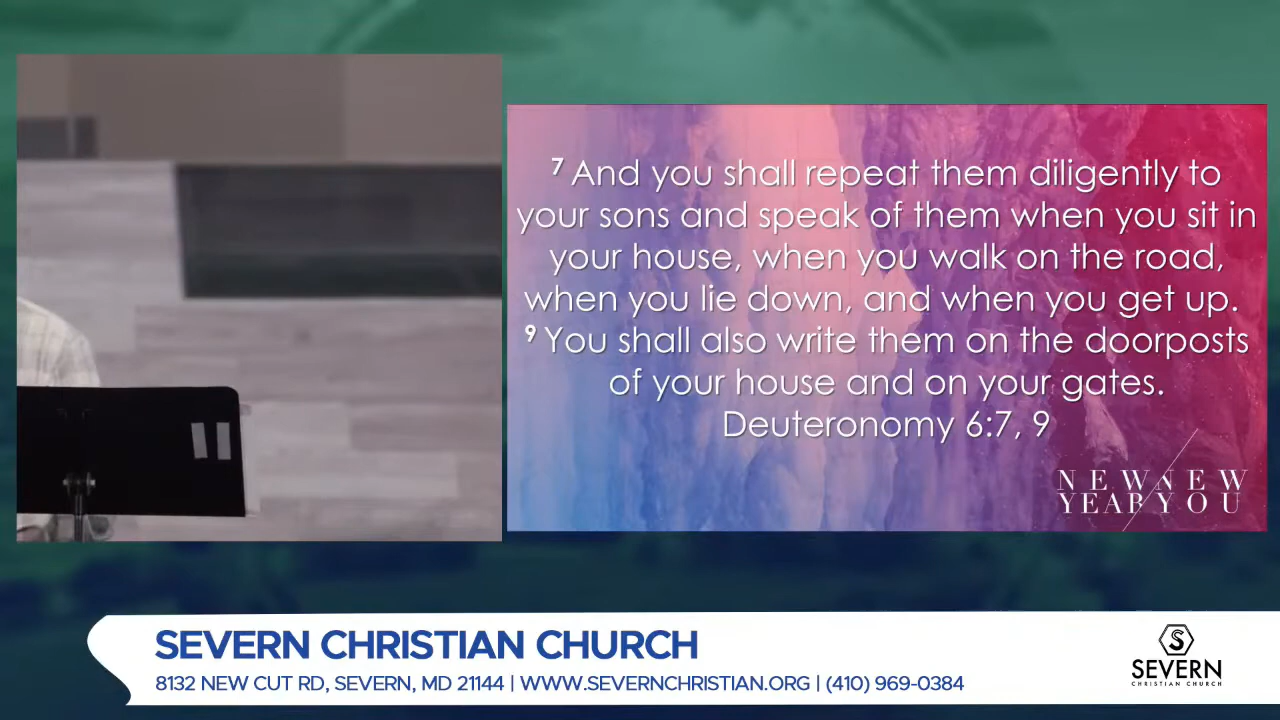 ⁷ And you shall repeat them diligently to
your sons and speak of them when you sit in
your house, when you walk on the road,
when you lie down, and when you get up.
⁹ You shall also write them on the doorposts
of your house and on your gates.
Deuteronomy 6:7, 9
NEW NEW
YEAR YOU
SEVERN CHRISTIAN CHURCH
8132 NEW CUT RD, SEVERN, MD 21144 | WWW.SEVERNCHRISTIAN.ORG | (410) 969-0384
S
SEVERN
CHRISTIAN CHURCH